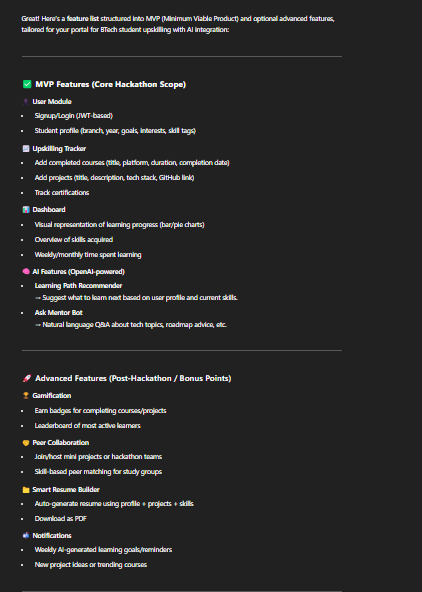 Great! Here's a feature list structured into MVP (Minimum Viable Product) and optional advanced features,
tailored for your portal for BTech student upskilling with AI integration:
✅ MVP Features (Core Hackathon Scope)
User Module
• Signup/Login (JWT-based)
• Student profile (branch, year, goals, interests, skill tags)
📈 Upskilling Tracker
• Add completed courses (title, platform, duration, completion date)
• Add projects (title, description, tech stack, GitHub link)
• Track certifications
📊 Dashboard
• Visual representation of learning progress (bar/pie charts)
• Overview of skills acquired
• Weekly/monthly time spent learning
🧠 AI Features (OpenAI-powered)
• Learning Path Recommender
→ Suggest what to learn next based on user profile and current skills.
• Ask Mentor Bot
→ Natural language Q&A about tech topics, roadmap advice, etc.
🚀 Advanced Features (Post-Hackathon / Bonus Points)
🏆 Gamification
• Earn badges for completing courses/projects
• Leaderboard of most active learners
Peer Collaboration
• Join/host mini projects or hackathon teams
• Skill-based peer matching for study groups
📁 Smart Resume Builder
• Auto-generate resume using profile + projects + skills
• Download as PDF
📬 Notifications
• Weekly AI-generated learning goals/reminders
• New project ideas or trending courses